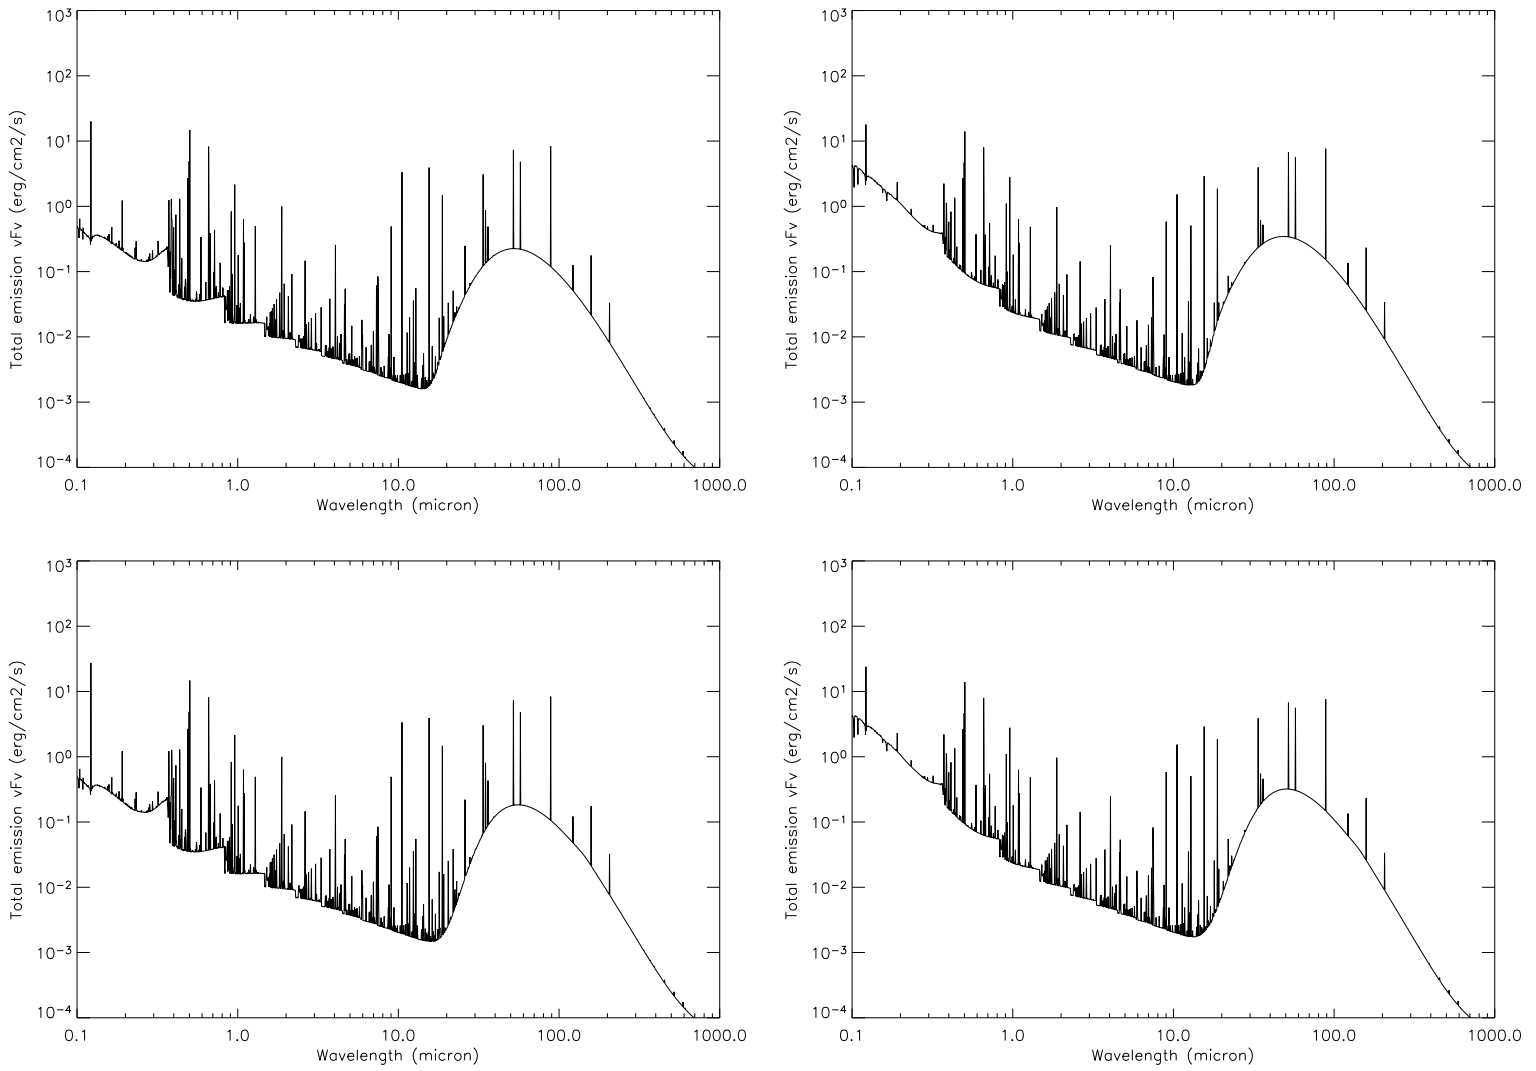 10³ 10³
10² 10²
10¹ 10¹
10⁰ 10⁰
10⁻¹ 10⁻¹
10⁻² 10⁻²
10⁻³ 10⁻³
10⁻⁴ 10⁻⁴
Total emission νFν (erg/cm2/s) Total emission νFν (erg/cm2/s)
0.1 1.0 10.0 100.0 1000.0 0.1 1.0 10.0 100.0 1000.0
Wavelength (micron) Wavelength (micron)
10³ 10³
10² 10²
10¹ 10¹
10⁰ 10⁰
10⁻¹ 10⁻¹
10⁻² 10⁻²
10⁻³ 10⁻³
10⁻⁴ 10⁻⁴
Total emission νFν (erg/cm2/s) Total emission νFν (erg/cm2/s)
0.1 1.0 10.0 100.0 1000.0 0.1 1.0 10.0 100.0 1000.0
Wavelength (micron) Wavelength (micron)